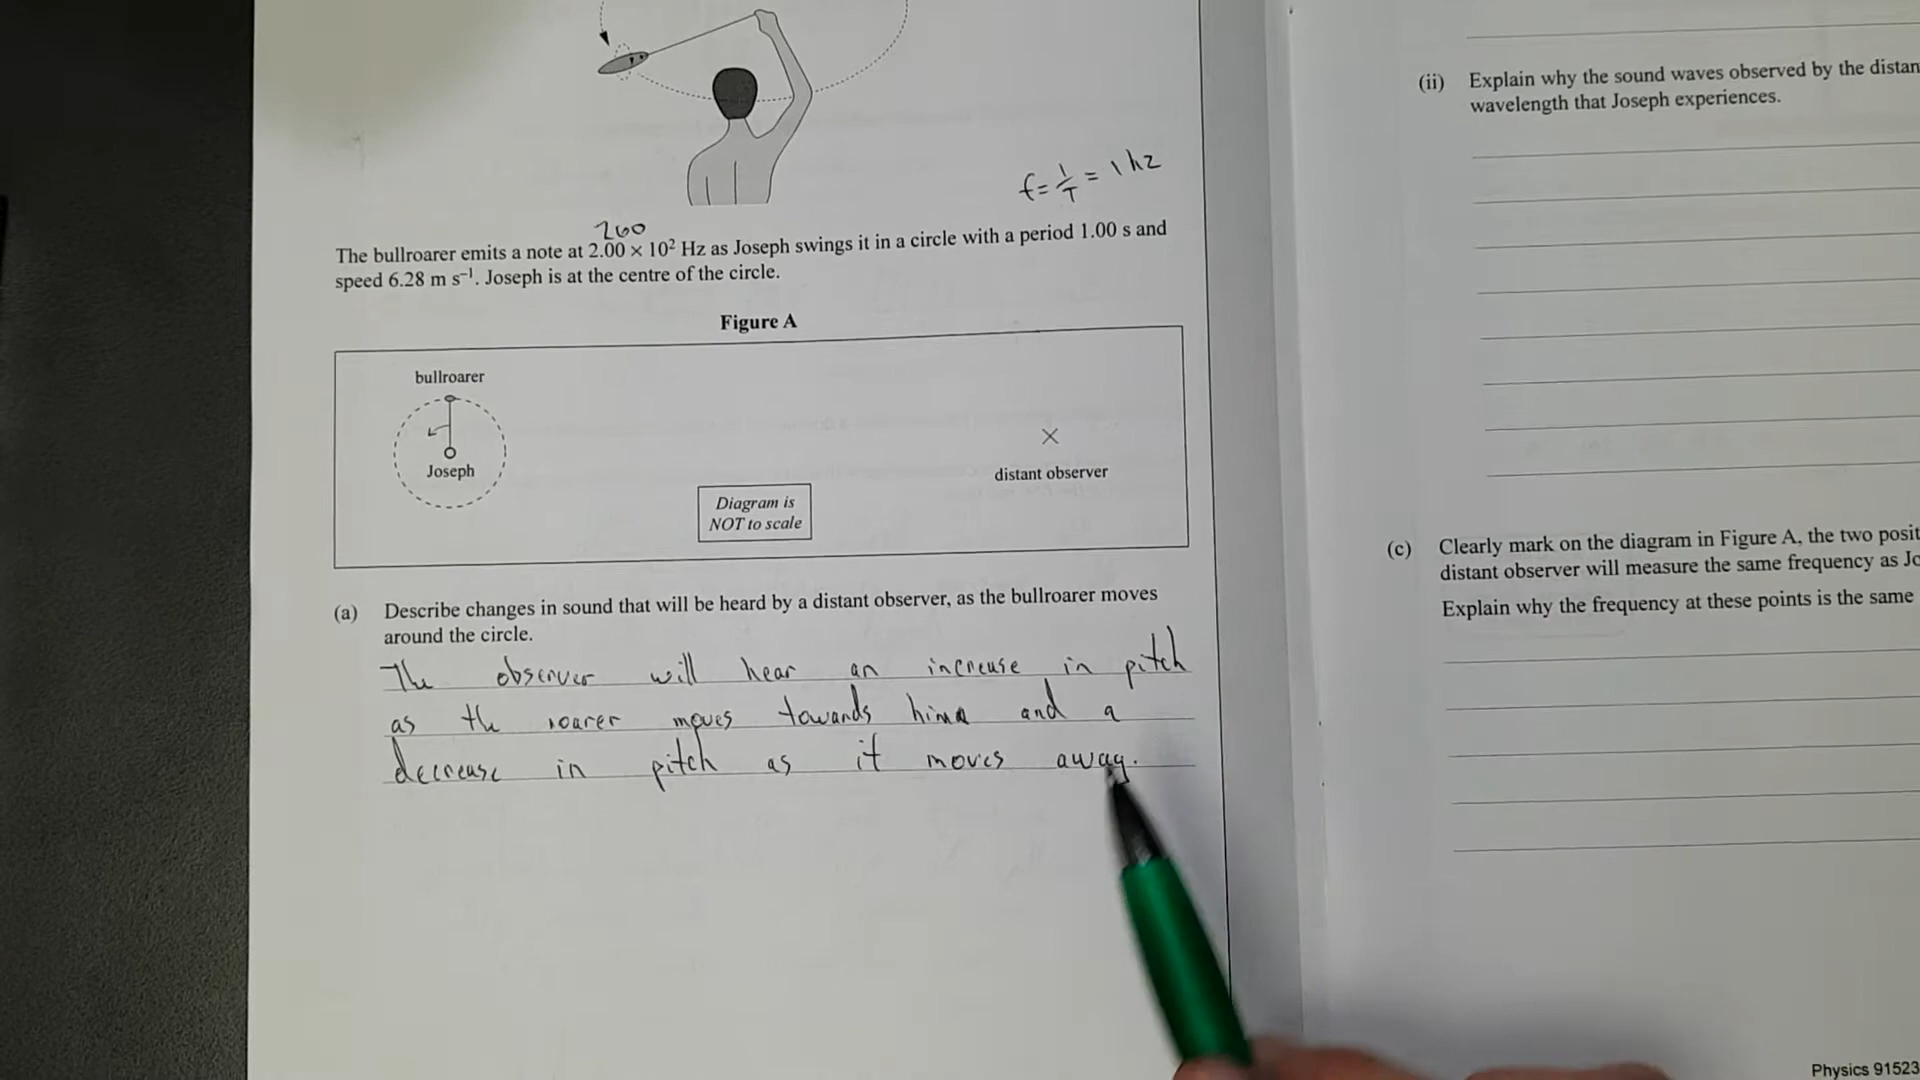 f = 1/T = 1 hz
200
The bullroarer emits a note at 2.00 × 10² Hz as Joseph swings it in a circle with a period 1.00 s and
speed 6.28 m s⁻¹. Joseph is at the centre of the circle.
Figure A
bullroarer
Joseph
distant observer
Diagram is
NOT to scale
(a) Describe changes in sound that will be heard by a distant observer, as the bullroarer moves
around the circle.
The observer will hear an increase in pitch
as the roarer moves towards him and a
decrease in pitch as it moves away.
(ii) Explain why the sound waves observed by the distan
wavelength that Joseph experiences.
(c) Clearly mark on the diagram in Figure A, the two posit
distant observer will measure the same frequency as Jo
Explain why the frequency at these points is the same
Physics 91523